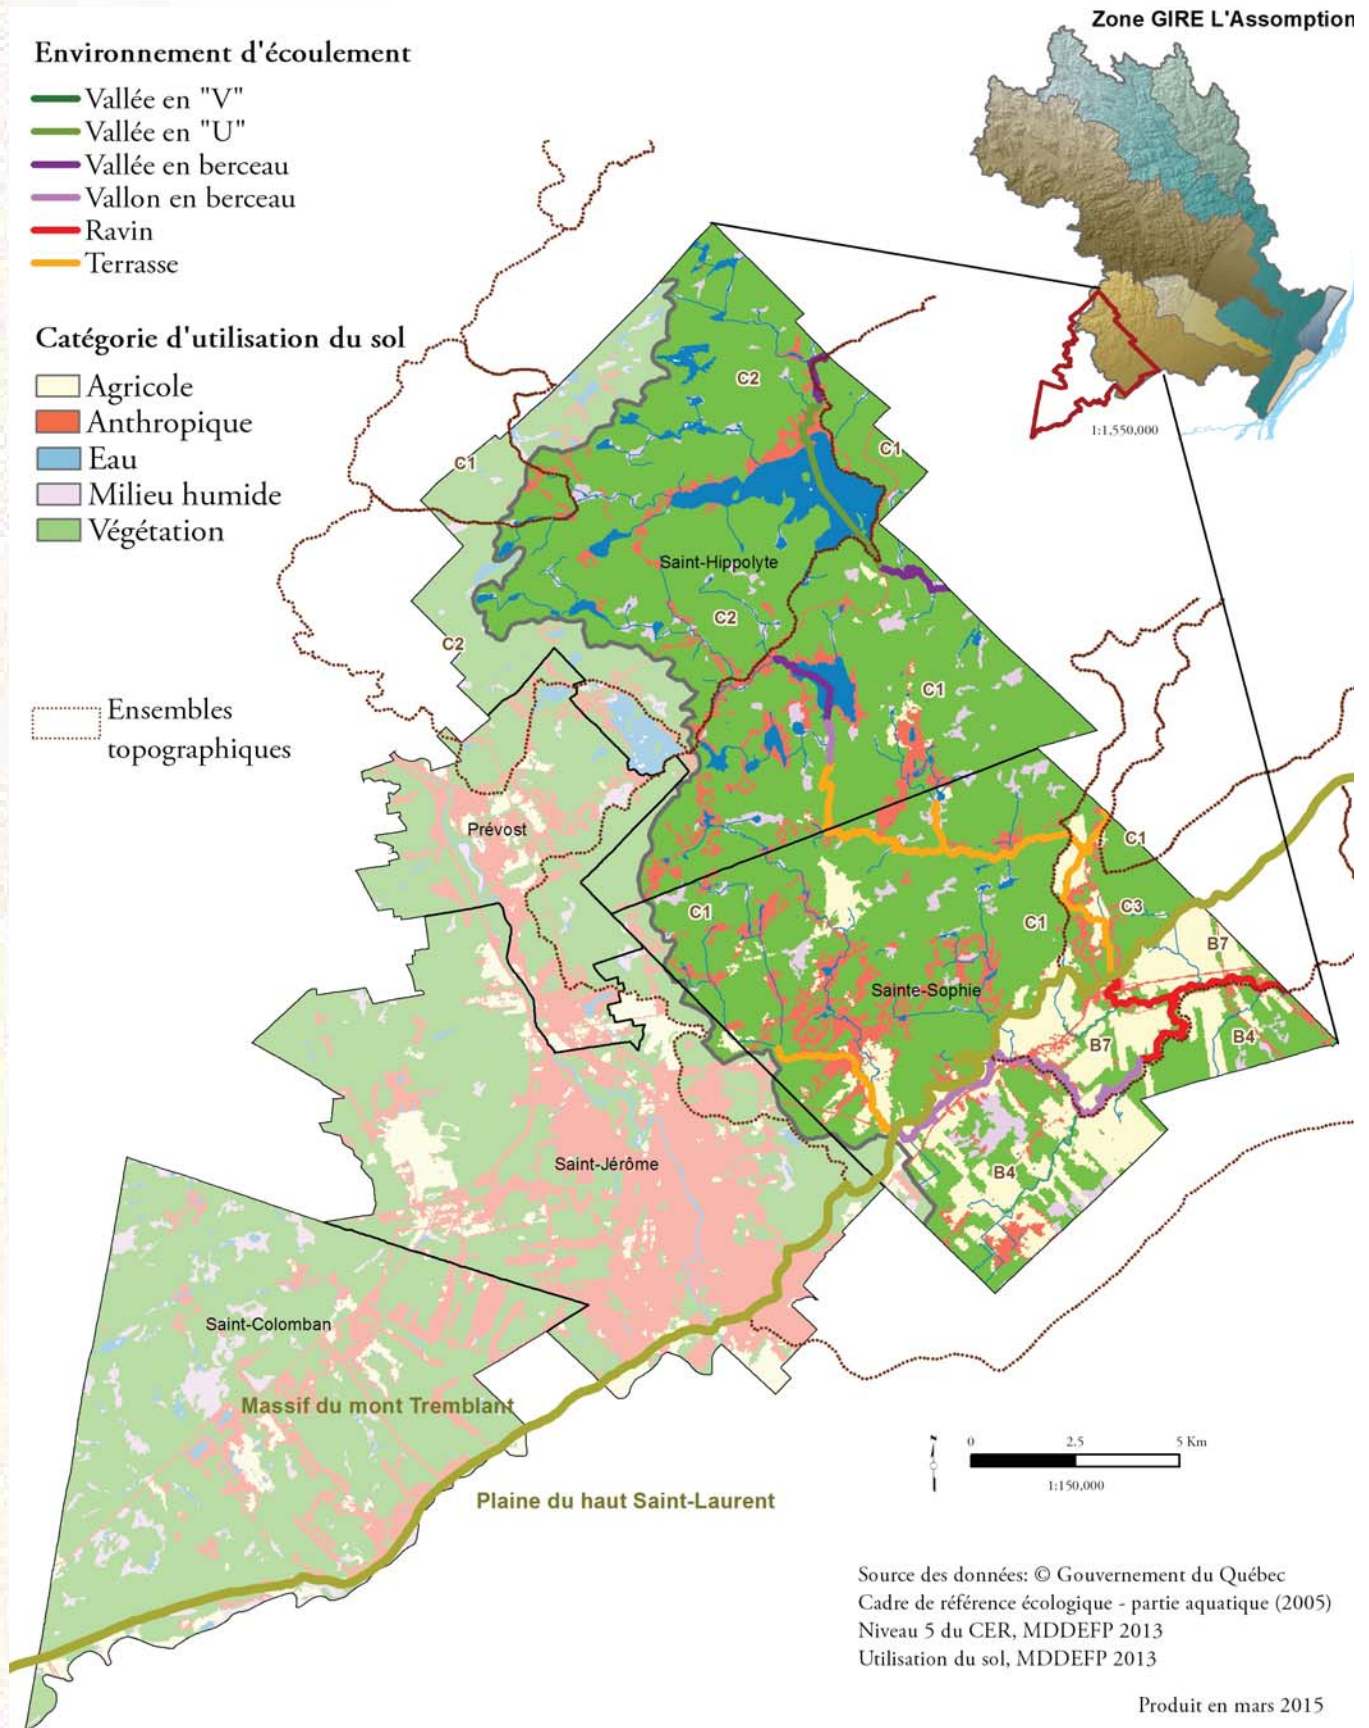 Zone GIRE L'Assomption
1:1,550,000
Environnement d'écoulement
Vallée en "V"
Vallée en "U"
Vallée en berceau
Vallon en berceau
Ravin
Terrasse
Catégorie d'utilisation du sol
Agricole
Anthropique
Eau
Milieu humide
Végétation
Ensembles
topographiques
C2
C1
C1
Saint-Hippolyte
C2
C2
C1
Prévost
C1
C1
C3
C1
B7
Sainte-Sophie
B7
B4
Saint-Jérôme
B4
Saint-Colomban
Massif du mont Tremblant
Plaine du haut Saint-Laurent
N
0 2.5 5 Km
1:150,000
Source des données: © Gouvernement du Québec
Cadre de référence écologique - partie aquatique (2005)
Niveau 5 du CER, MDDEFP 2013
Utilisation du sol, MDDEFP 2013
Produit en mars 2015